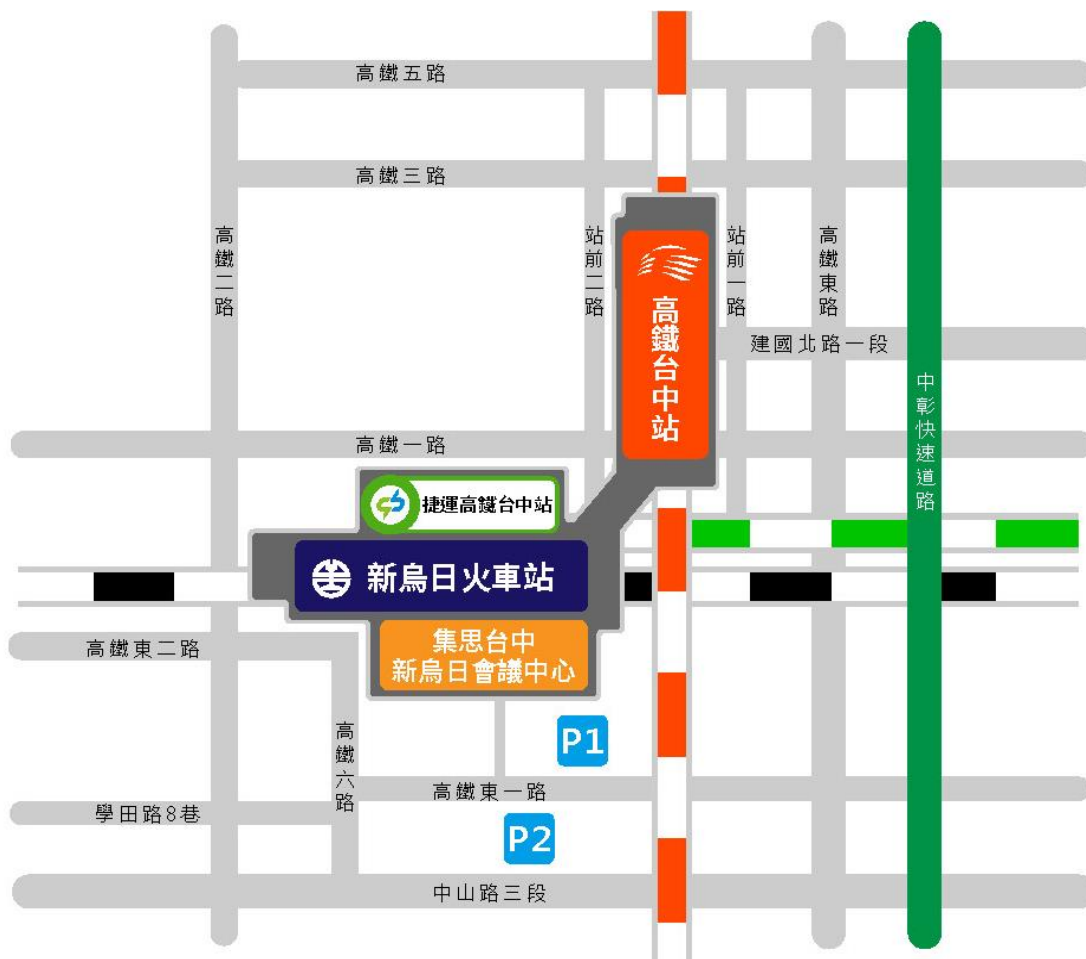 高鐵五路
高鐵三路
高鐵二路
站前二路
站前一路
高鐵東路
高鐵台中站
建國北路一段
中彰快速道路
高鐵一路
捷運高鐵台中站
新烏日火車站
集思台中
新烏日會議中心
高鐵東二路
高鐵六路
P1
高鐵東一路
學田路8巷
P2
中山路三段